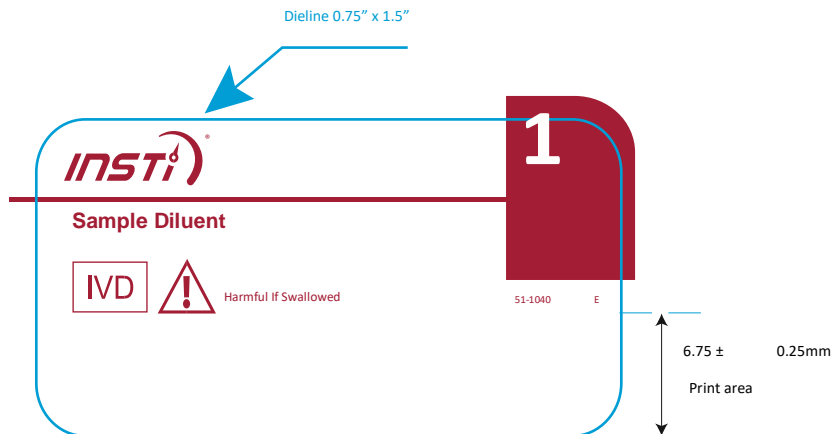 Dieline 0.75” x 1.5”
1
INSTi®
Sample Diluent
IVD
!
Harmful If Swallowed
51-1040 E
6.75 ± 0.25mm
Print area